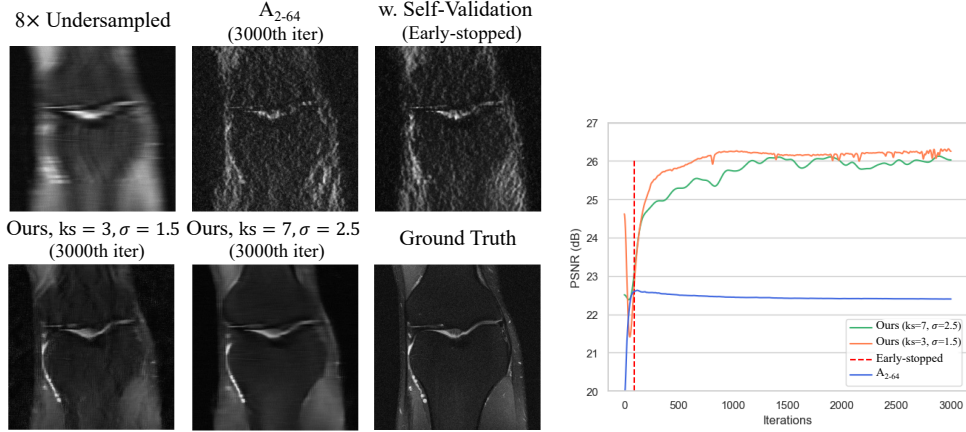 8× Undersampled
A2-64
(3000th iter)
w. Self-Validation
(Early-stopped)
Ours, ks = 3, σ = 1.5
(3000th iter)
Ours, ks = 7, σ = 2.5
(3000th iter)
Ground Truth
27
26
25
24
23
22
21
20
PSNR (dB)
0
500
1000
1500
2000
2500
3000
Iterations
Ours (ks=7, σ=2.5)
Ours (ks=3, σ=1.5)
Early-stopped
A2-64